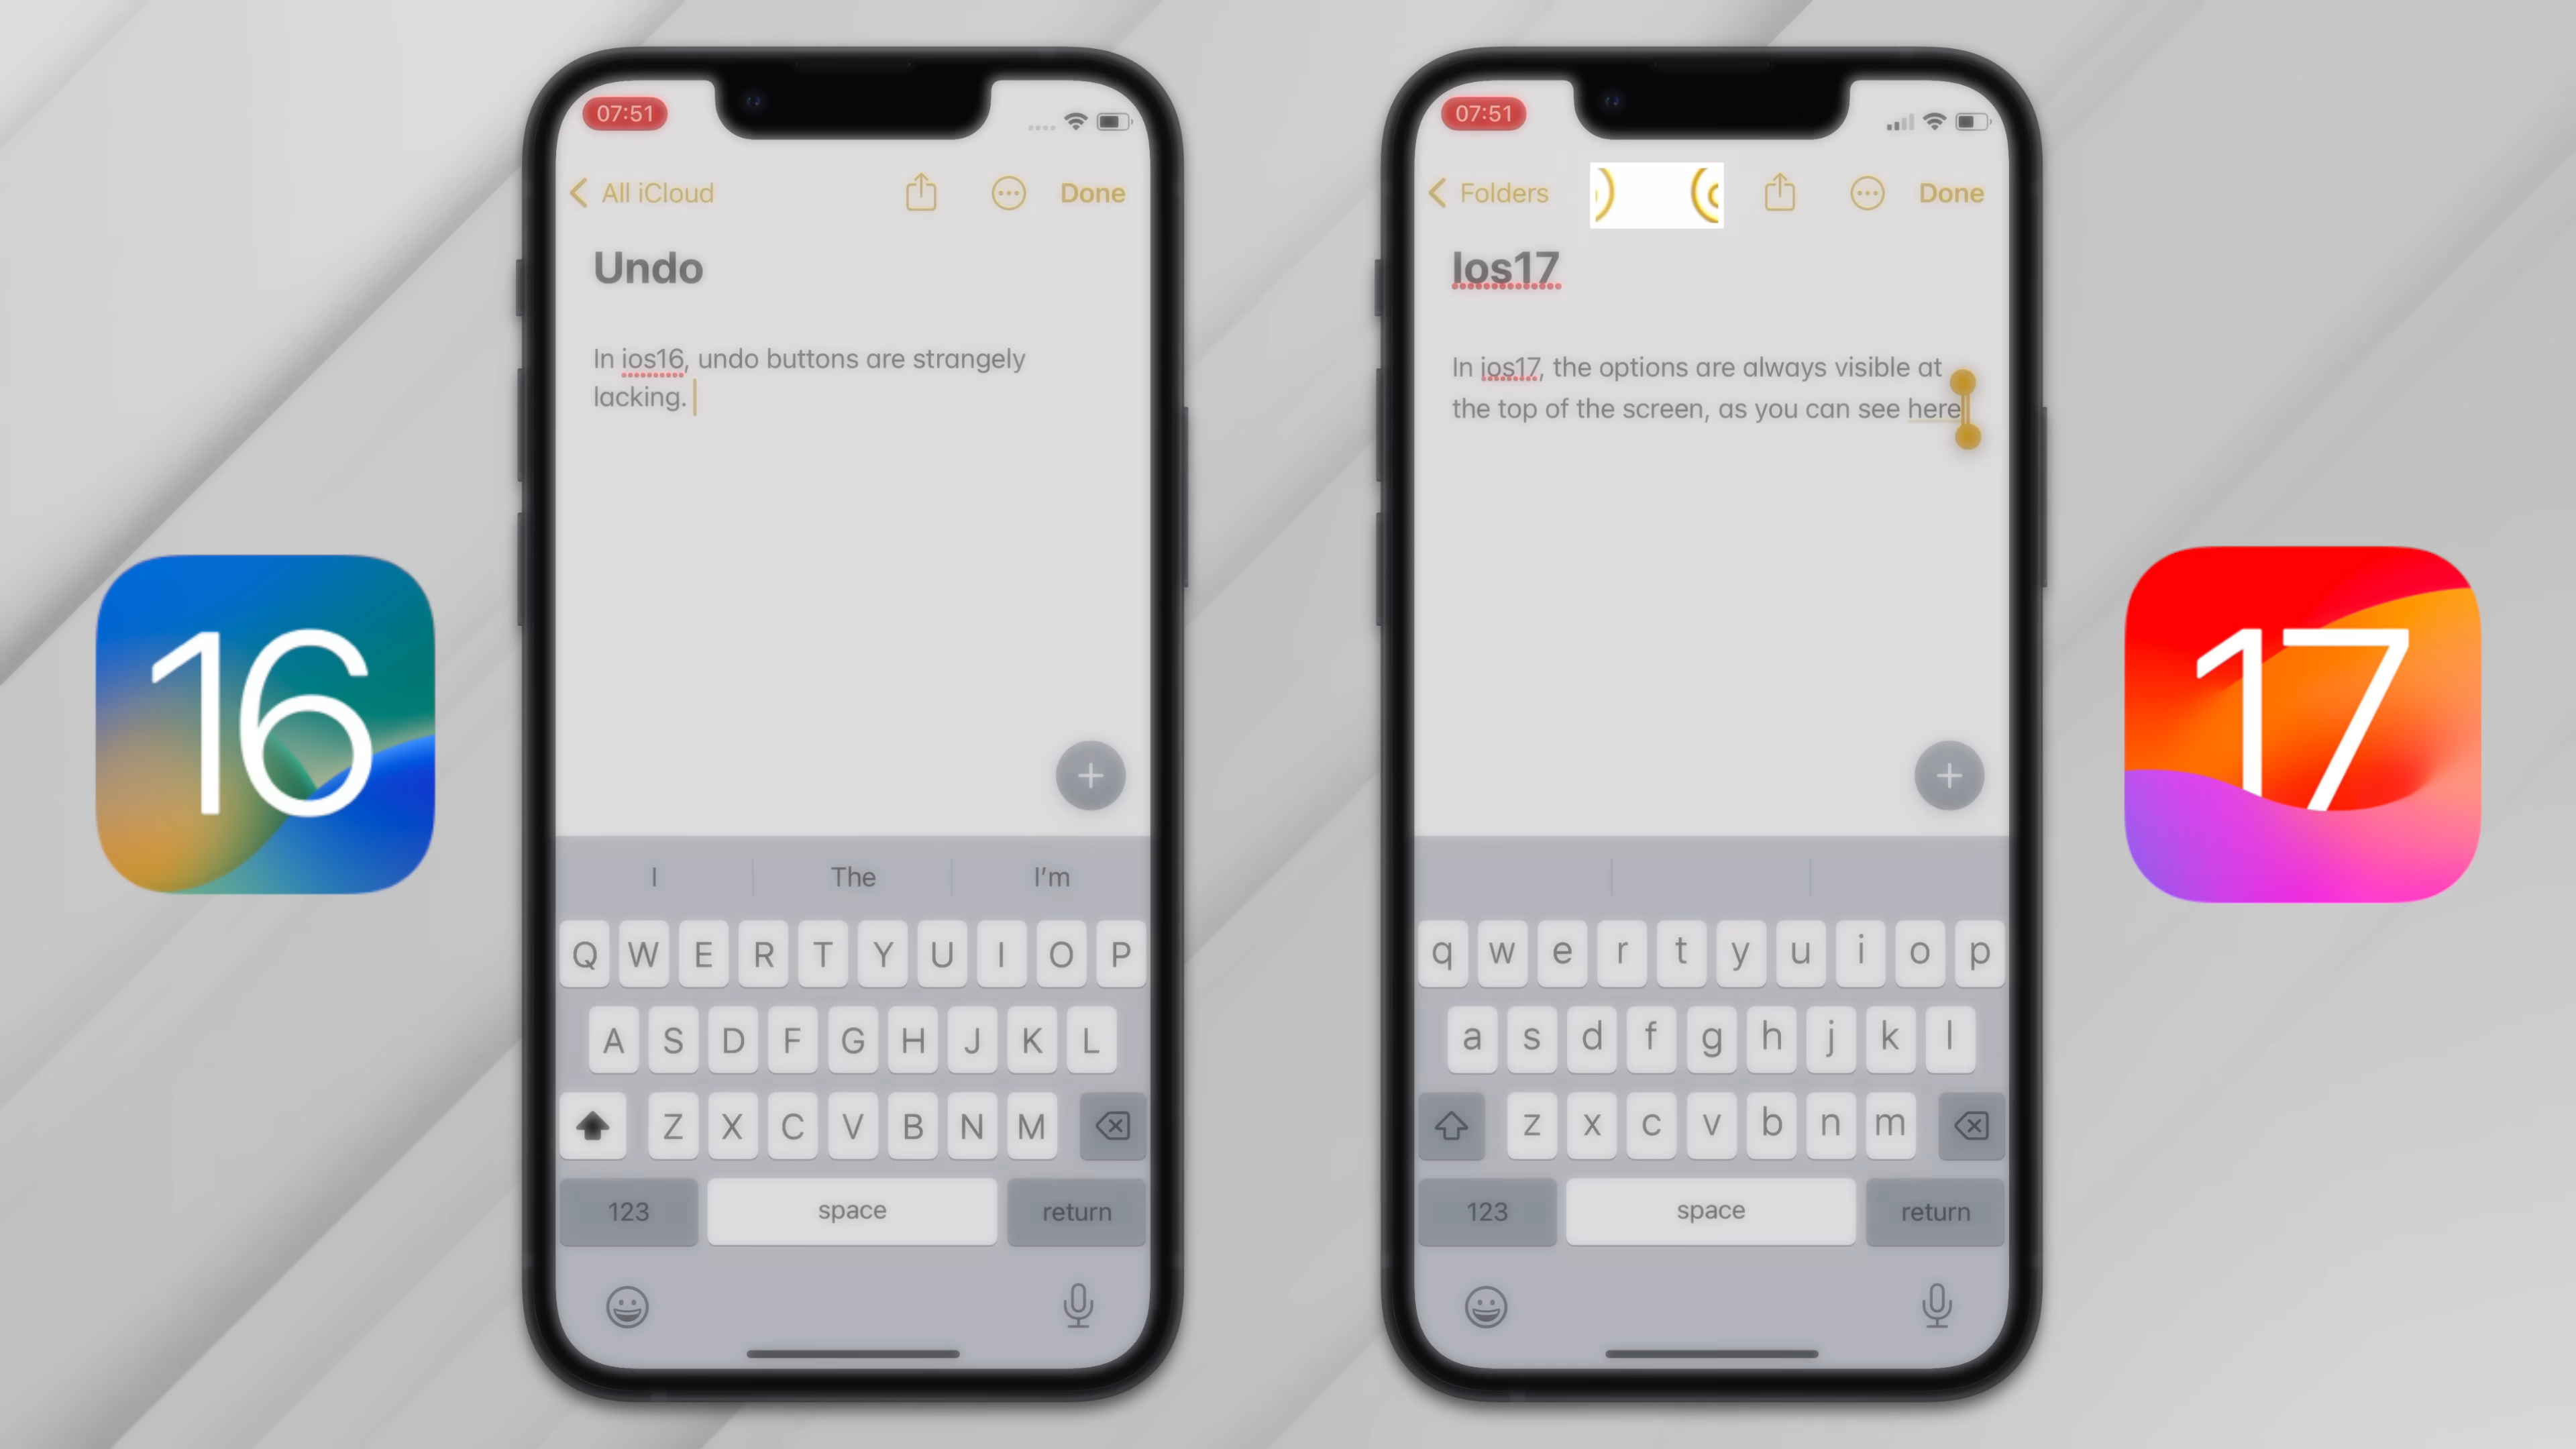 07:51
All iCloud
Done
Undo
In ios16, undo buttons are strangely
lacking.
I
The
I'm
Q W E R T Y U I O P
A S D F G H J K L
Z X C V B N M
123
space
return
07:51
Folders
Done
Ios17
In ios17, the options are always visible at
the top of the screen, as you can see here
q w e r t y u i o p
a s d f g h j k l
z x c v b n m
123
space
return
16
17